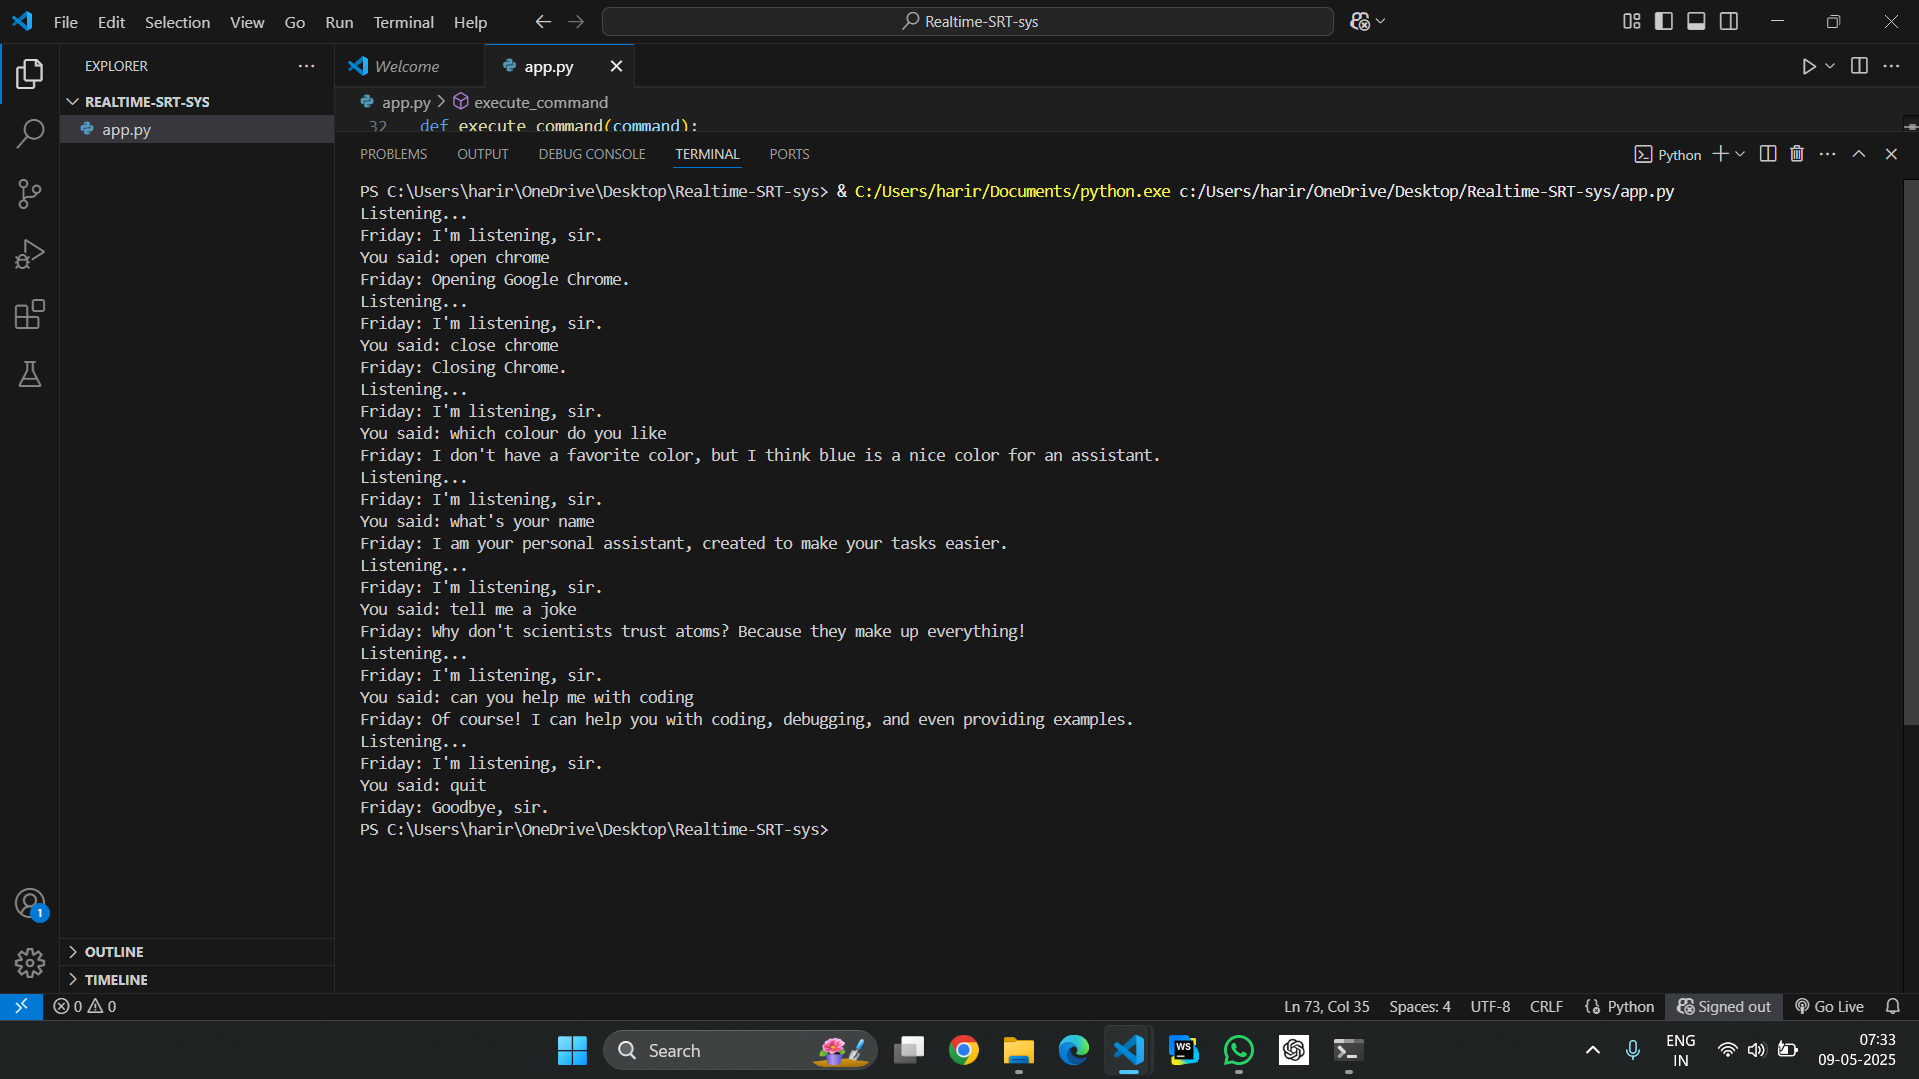 File Edit Selection View Go Run Terminal Help
Realtime-SRT-sys
EXPLORER
Welcome
app.py
REALTIME-SRT-SYS
app.py
app.py > execute_command
32 def execute_command(command):
PROBLEMS OUTPUT DEBUG CONSOLE TERMINAL PORTS
Python
PS C:\Users\harir\OneDrive\Desktop\Realtime-SRT-sys> & C:/Users/harir/Documents/python.exe c:/Users/harir/OneDrive/Desktop/Realtime-SRT-sys/app.py
Listening...
Friday: I'm listening, sir.
You said: open chrome
Friday: Opening Google Chrome.
Listening...
Friday: I'm listening, sir.
You said: close chrome
Friday: Closing Chrome.
Listening...
Friday: I'm listening, sir.
You said: which colour do you like
Friday: I don't have a favorite color, but I think blue is a nice color for an assistant.
Listening...
Friday: I'm listening, sir.
You said: what's your name
Friday: I am your personal assistant, created to make your tasks easier.
Listening...
Friday: I'm listening, sir.
You said: tell me a joke
Friday: Why don't scientists trust atoms? Because they make up everything!
Listening...
Friday: I'm listening, sir.
You said: can you help me with coding
Friday: Of course! I can help you with coding, debugging, and even providing examples.
Listening...
Friday: I'm listening, sir.
You said: quit
Friday: Goodbye, sir.
PS C:\Users\harir\OneDrive\Desktop\Realtime-SRT-sys>
1
OUTLINE
TIMELINE
0 0
Ln 73, Col 35 Spaces: 4 UTF-8 CRLF {} Python Signed out Go Live
Search
WS
ENG
IN
07:33
09-05-2025